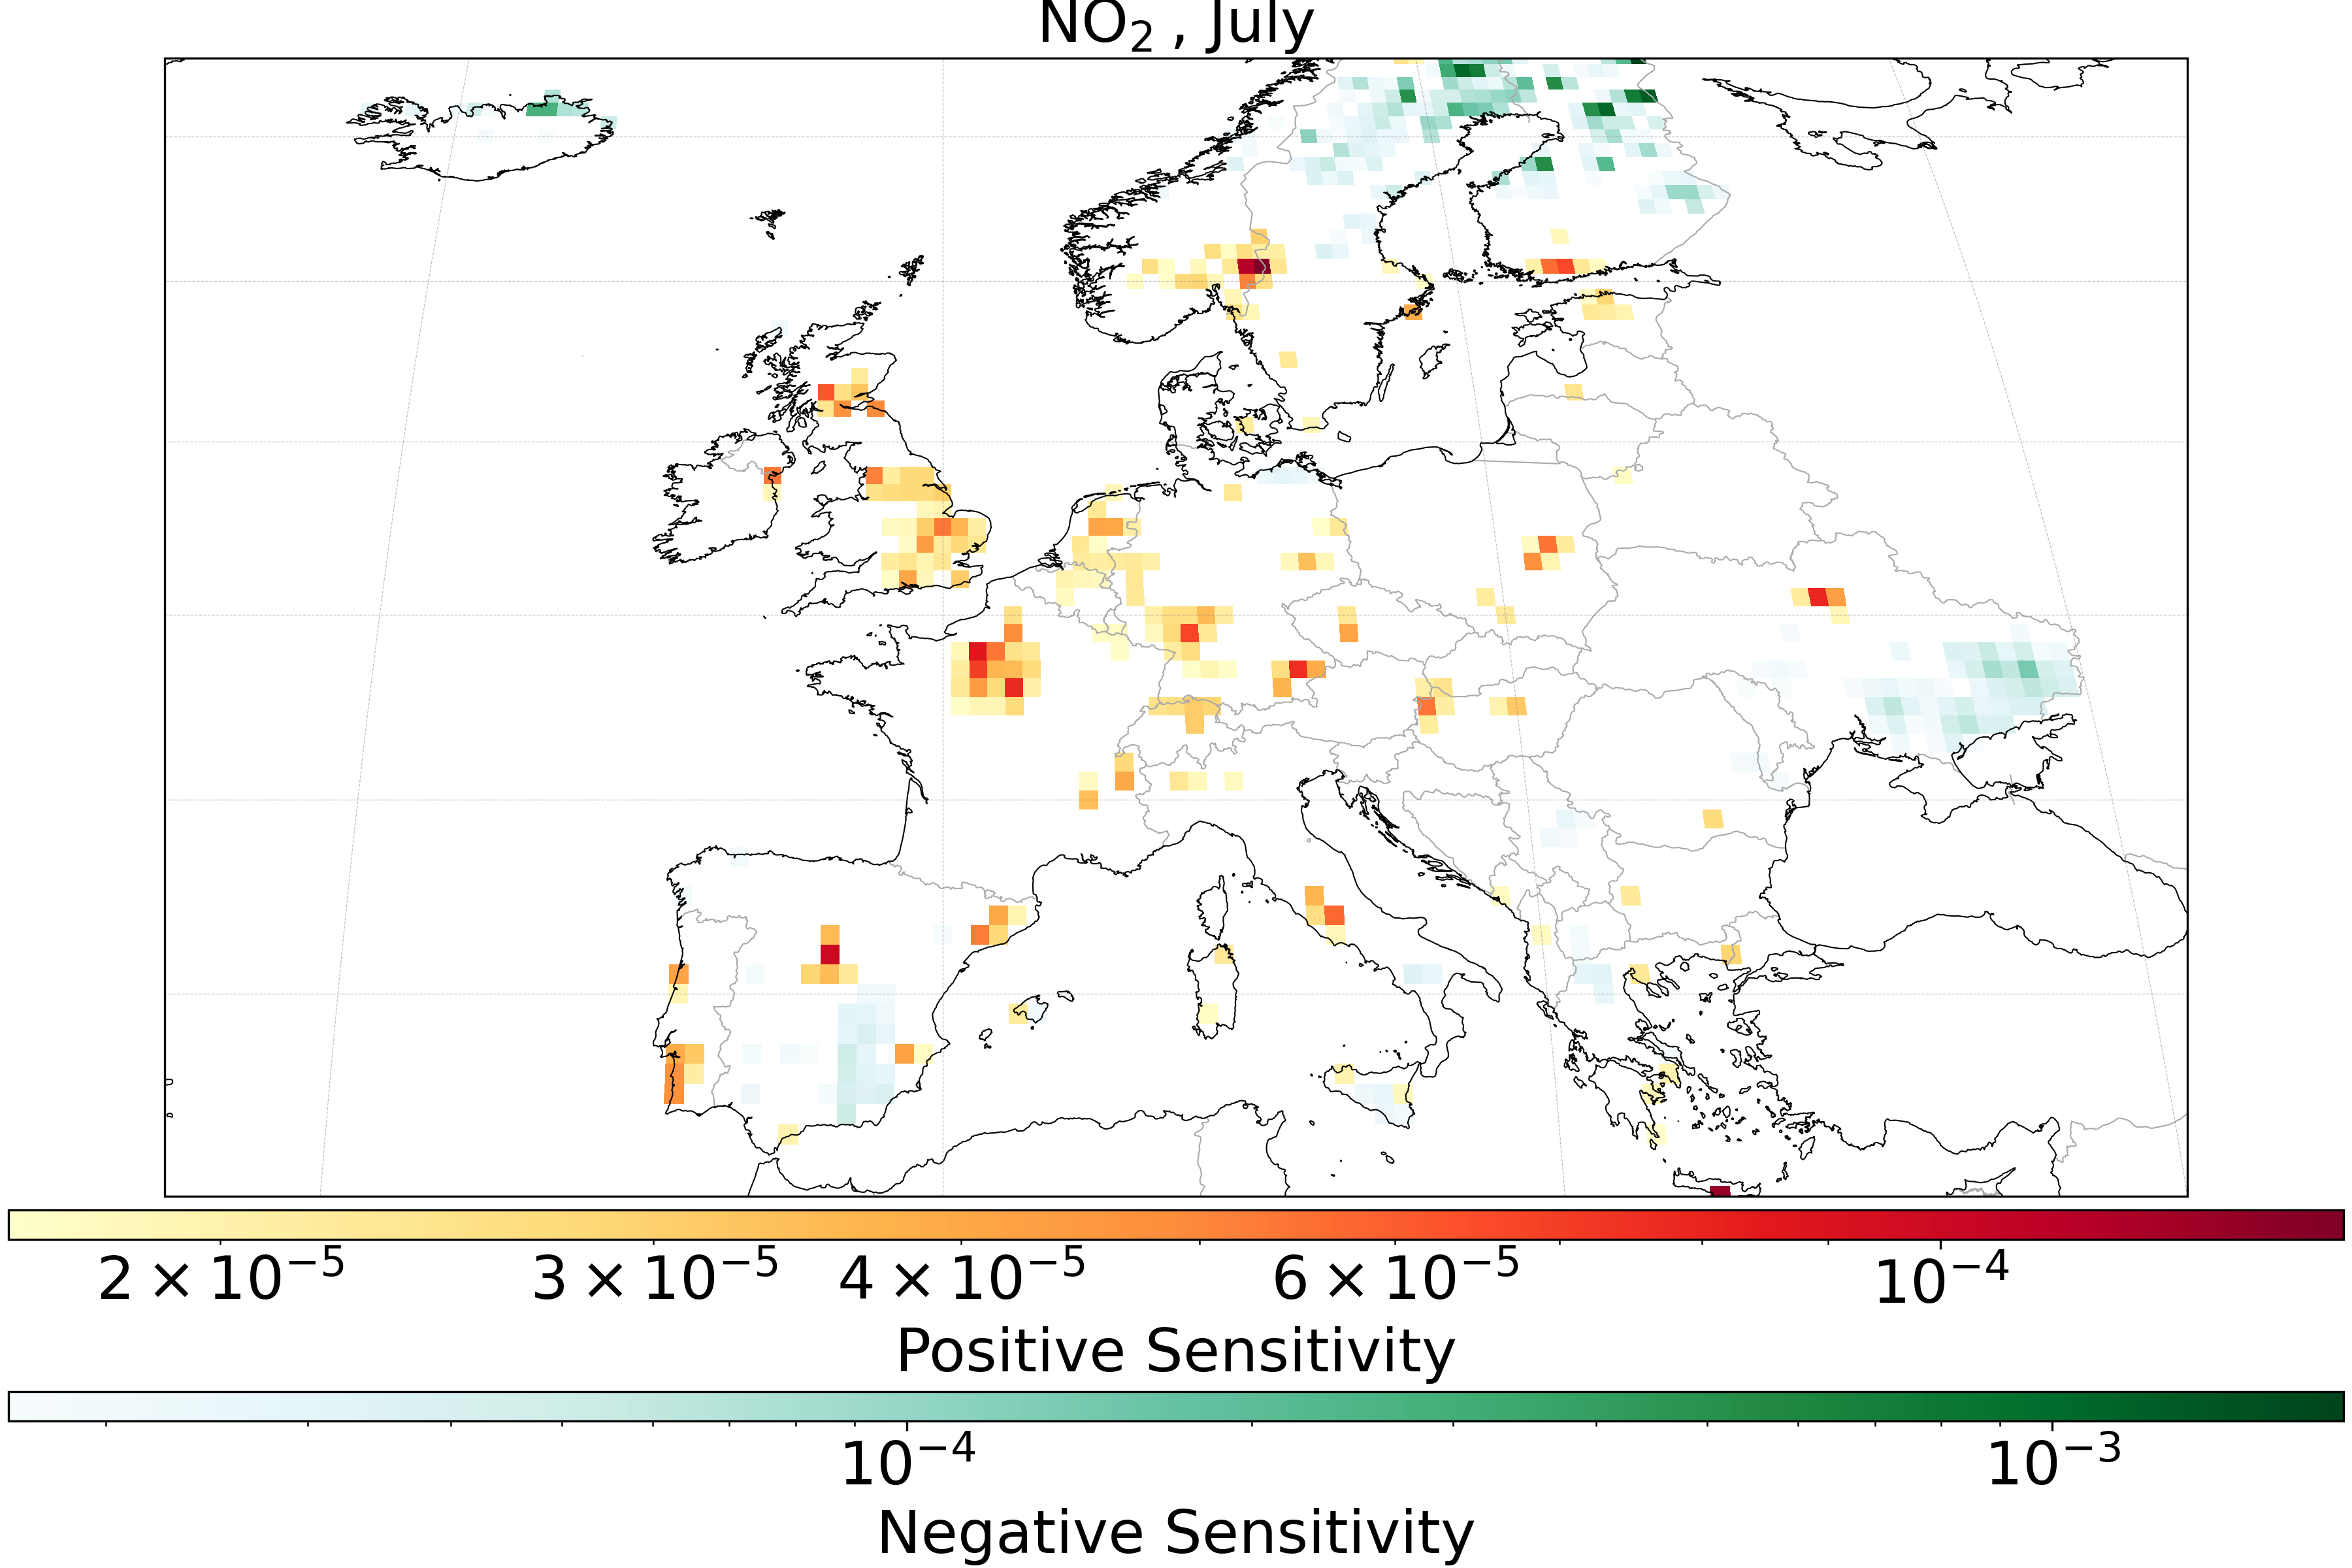 NO₂ , July
2 × 10⁻⁵ 3 × 10⁻⁵ 4 × 10⁻⁵ 6 × 10⁻⁵ 10⁻⁴
Positive Sensitivity
10⁻⁴ 10⁻³
Negative Sensitivity